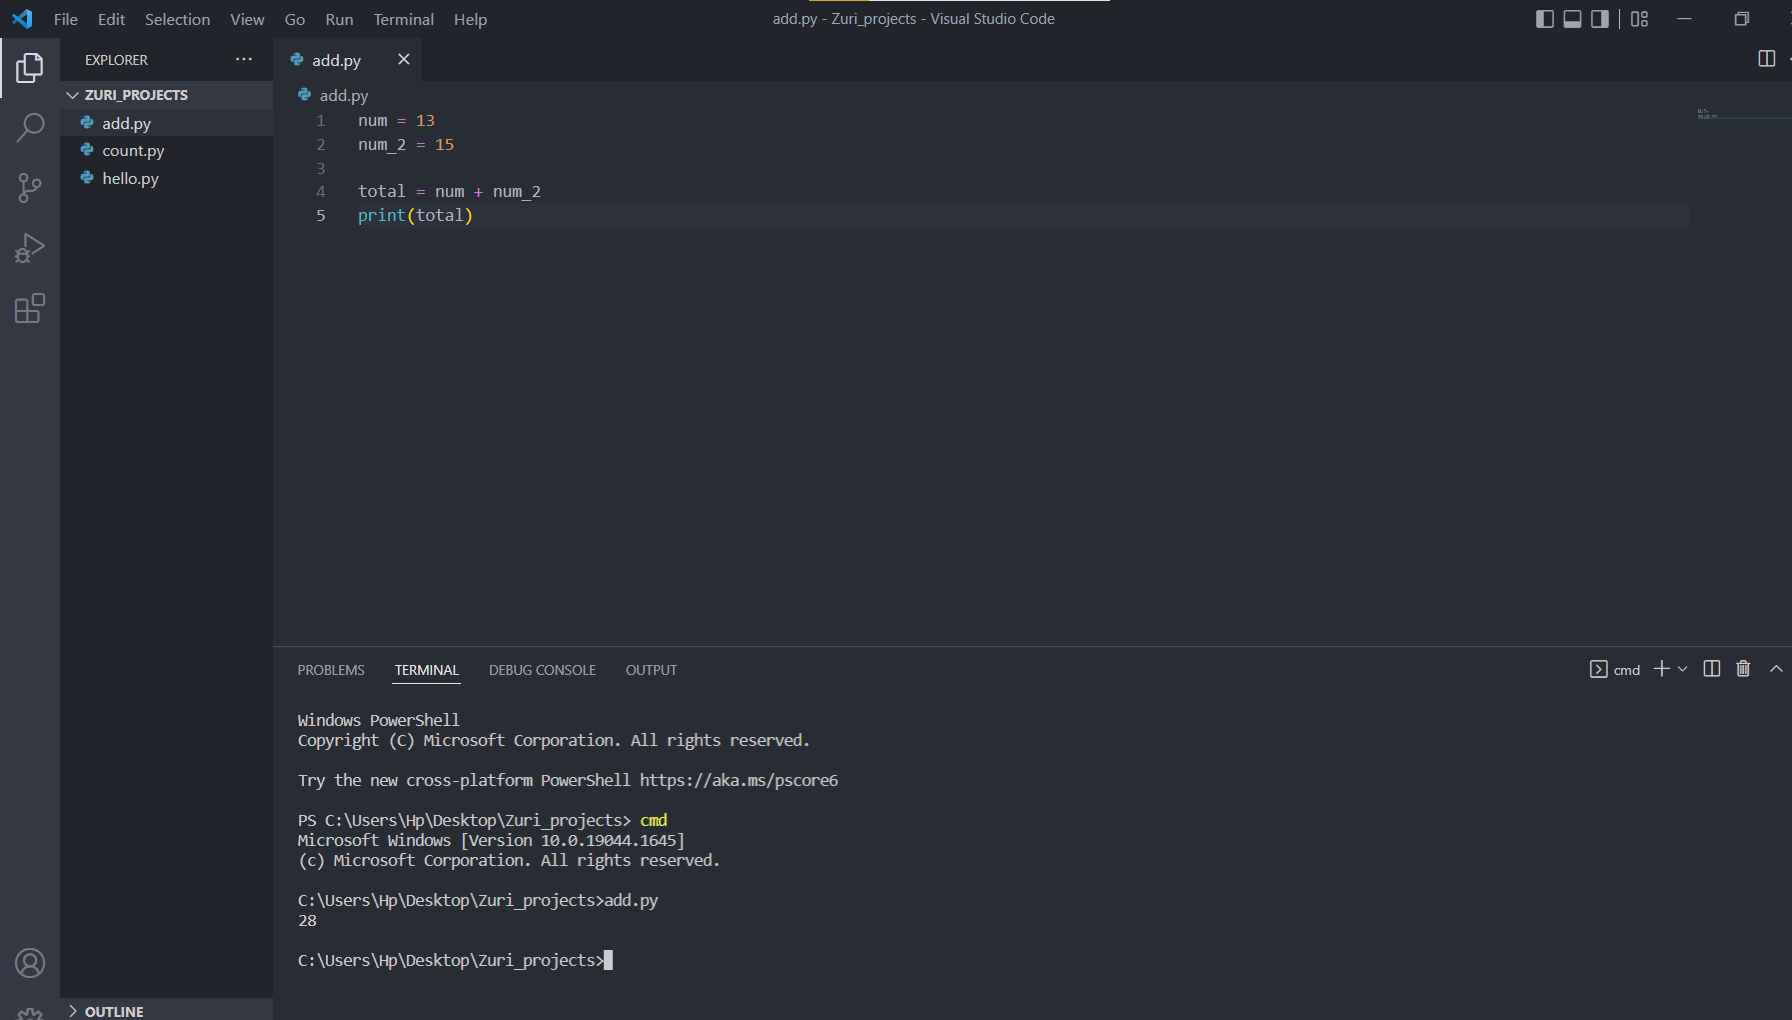 File Edit Selection View Go Run Terminal Help
add.py - Zuri_projects - Visual Studio Code
EXPLORER
ZURI_PROJECTS
add.py
count.py
hello.py
OUTLINE
add.py
add.py
1 num = 13
2 num_2 = 15
3
4 total = num + num_2
5 print(total)
PROBLEMS TERMINAL DEBUG CONSOLE OUTPUT
cmd
Windows PowerShell
Copyright (C) Microsoft Corporation. All rights reserved.
Try the new cross-platform PowerShell https://aka.ms/pscore6
PS C:\Users\Hp\Desktop\Zuri_projects> cmd
Microsoft Windows [Version 10.0.19044.1645]
(c) Microsoft Corporation. All rights reserved.
C:\Users\Hp\Desktop\Zuri_projects>add.py
28
C:\Users\Hp\Desktop\Zuri_projects>